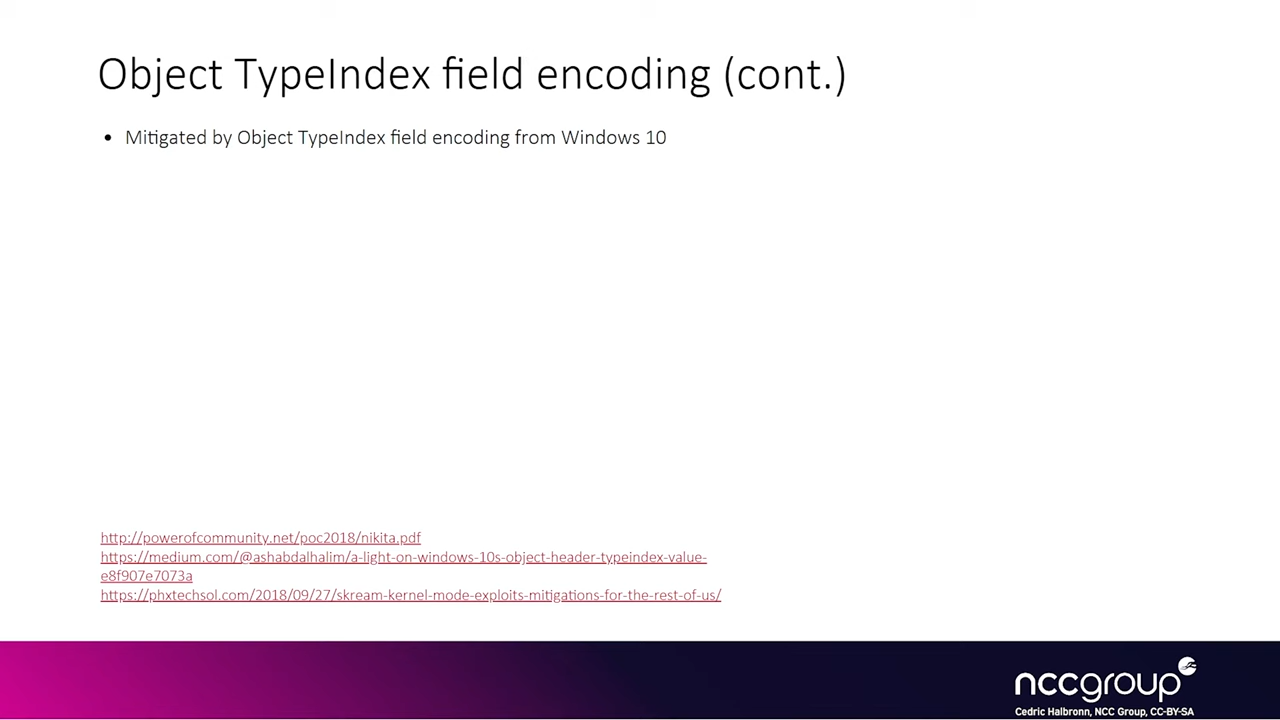 Object TypeIndex field encoding (cont.)
• Mitigated by Object TypeIndex field encoding from Windows 10
http://powerofcommunity.net/poc2018/nikita.pdf
https://medium.com/@ashabdalhalim/a-light-on-windows-10s-object-header-typeindex-value-
e8f907e7073a
https://phxtechsol.com/2018/09/27/skream-kernel-mode-exploits-mitigations-for-the-rest-of-us/
nccgroup
Cedric Halbronn, NCC Group, CC-BY-SA